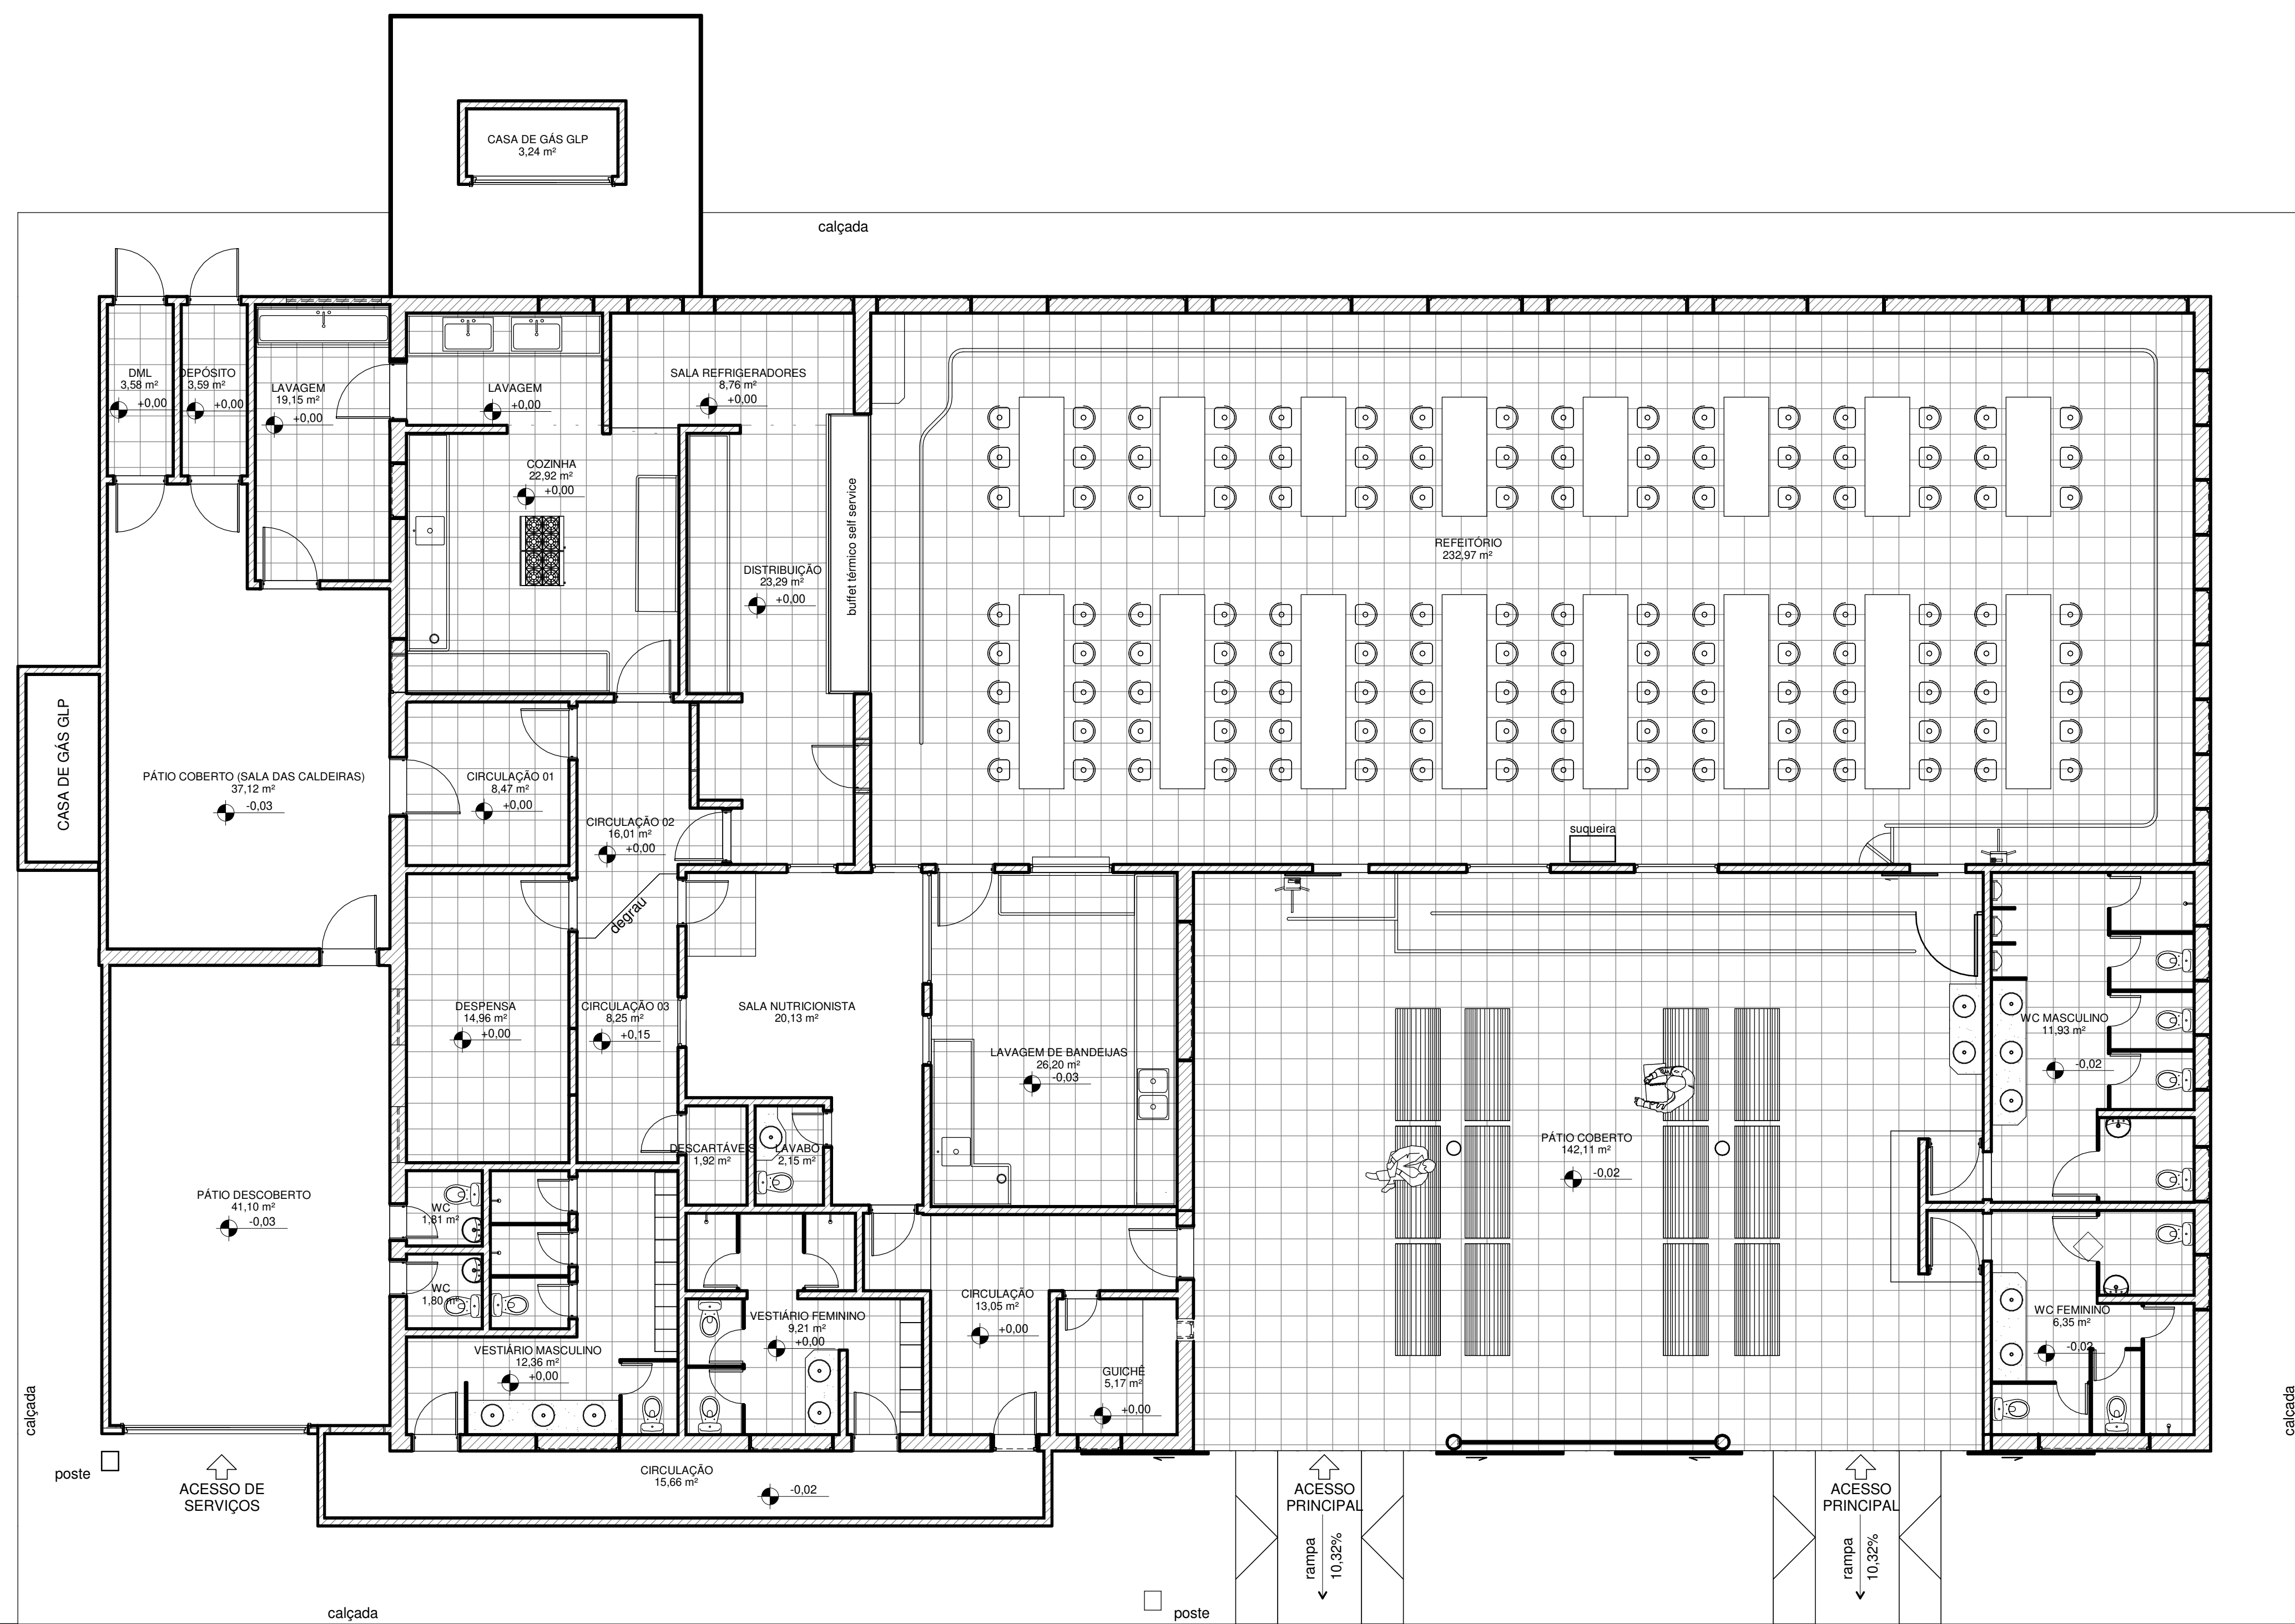 CASA DE GÁS GLP
3,24 m²
calçada
DML
3,58 m²
+0,00
DEPÓSITO
3,59 m²
+0,00
LAVAGEM
19,15 m²
+0,00
LAVAGEM
+0,00
SALA REFRIGERADORES
8,76 m²
+0,00
COZINHA
22,92 m²
+0,00
DISTRIBUIÇÃO
23,29 m²
+0,00
buffet térmico self service
REFEITÓRIO
232,97 m²
CASA DE GÁS GLP
PÁTIO COBERTO (SALA DAS CALDEIRAS)
37,12 m²
-0,03
CIRCULAÇÃO 01
8,47 m²
+0,00
CIRCULAÇÃO 02
16,01 m²
+0,00
suqueira
degrau
DESPENSA
14,96 m²
+0,00
CIRCULAÇÃO 03
8,25 m²
+0,15
SALA NUTRICIONISTA
20,13 m²
LAVAGEM DE BANDEIJAS
26,20 m²
-0,03
WC MASCULINO
11,93 m²
-0,02
PÁTIO COBERTO
142,11 m²
-0,02
DESCARTÁVEIS
1,92 m²
LAVABO
2,15 m²
PÁTIO DESCOBERTO
41,10 m²
-0,03
WC
1,81 m²
WC
1,80 m²
CIRCULAÇÃO
13,05 m²
+0,00
VESTIÁRIO FEMININO
9,21 m²
+0,00
WC FEMININO
6,35 m²
-0,02
VESTIÁRIO MASCULINO
12,36 m²
+0,00
GUICHÊ
5,17 m²
+0,00
calçada
calçada
poste
ACESSO DE
SERVIÇOS
CIRCULAÇÃO
15,66 m²
-0,02
ACESSO
PRINCIPAL
rampa
10,32%
ACESSO
PRINCIPAL
rampa
10,32%
calçada
poste